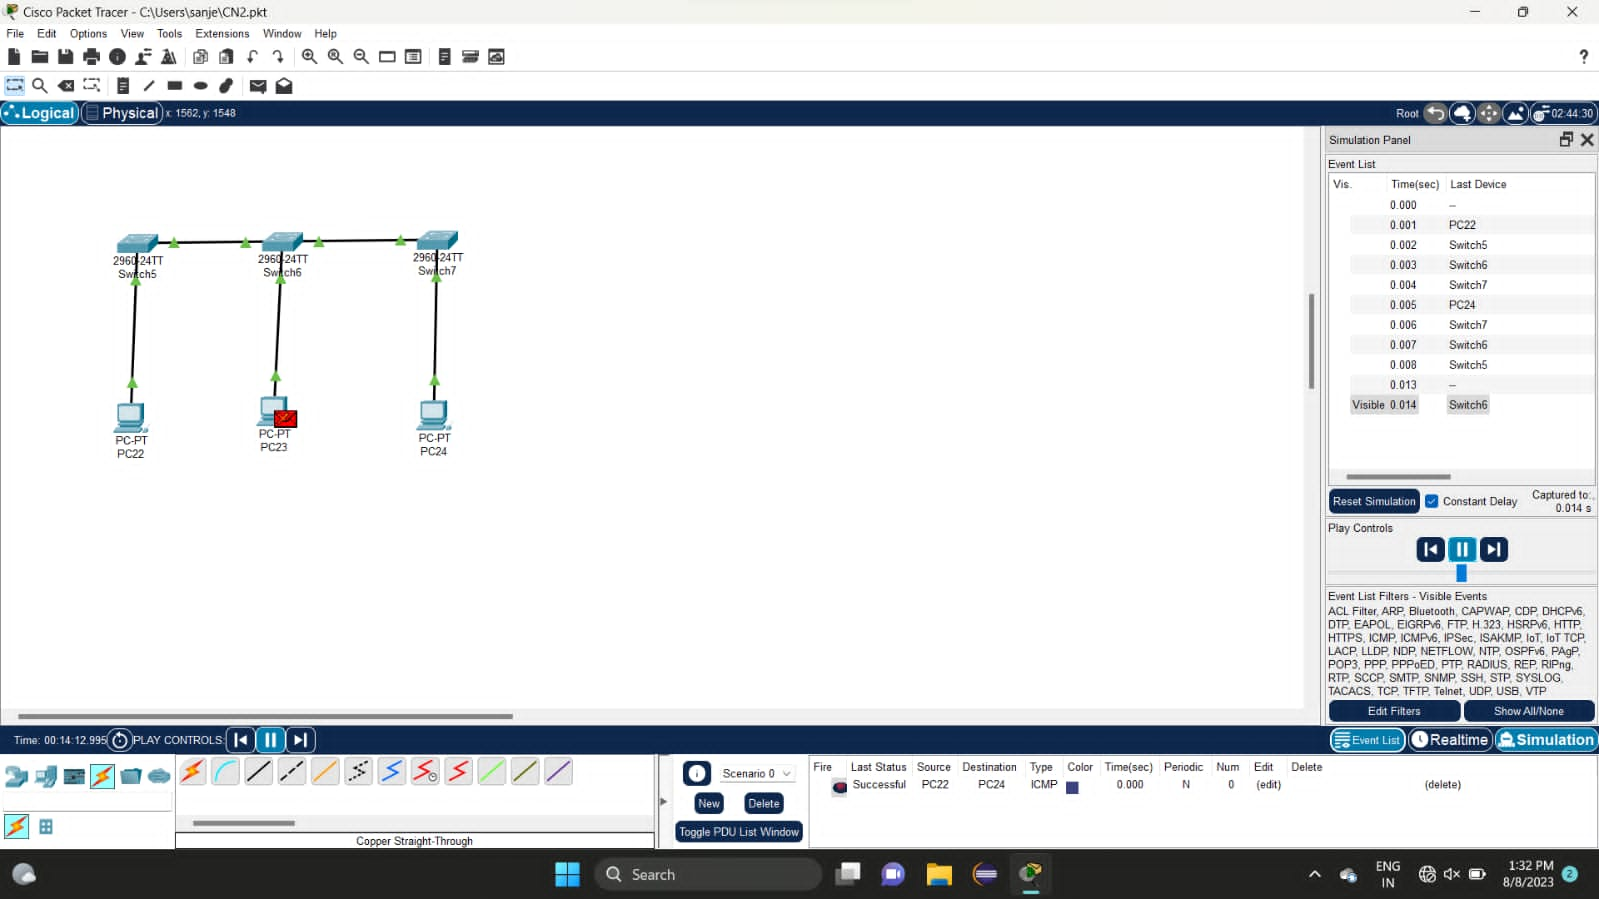 Cisco Packet Tracer - C:\Users\sanje\CN2.pkt
File Edit Options View Tools Extensions Window Help
?
Logical Physical x: 1562, y: 1548 Root 02:44:30
Simulation Panel
Event List
Vis. Time(sec) Last Device
0.000 --
0.001 PC22
0.002 Switch5
0.003 Switch6
0.004 Switch7
0.005 PC24
0.006 Switch7
0.007 Switch6
0.008 Switch5
0.013 --
Visible 0.014 Switch6
2960-24TT
Switch5
2960-24TT
Switch6
2960-24TT
Switch7
PC-PT
PC22
PC-PT
PC23
PC-PT
PC24
Reset Simulation Constant Delay Captured to:
0.014 s
Play Controls
Event List Filters - Visible Events
ACL Filter, ARP, Bluetooth, CAPWAP, CDP, DHCPv6,
DTP, EAPOL, EIGRPv6, FTP, H.323, HSRPv6, HTTP,
HTTPS, ICMP, ICMPv6, IPSec, ISAKMP, IoT, IoT TCP,
LACP, LLDP, NDP, NETFLOW, NTP, OSPFv6, PAgP,
POP3, PPP, PPPoED, PTP, RADIUS, REP, RIPng,
RTP, SCCP, SMTP, SNMP, SSH, STP, SYSLOG,
TACACS, TCP, TFTP, Telnet, UDP, USB, VTP
Edit Filters Show All/None
Time: 00:14:12.995 PLAY CONTROLS: Event List Realtime Simulation
Scenario 0
New Delete
Toggle PDU List Window
Fire Last Status Source Destination Type Color Time(sec) Periodic Num Edit Delete
Successful PC22 PC24 ICMP 0.000 N 0 (edit) (delete)
Copper Straight-Through
Search
ENG
IN
1:32 PM
8/8/2023
2